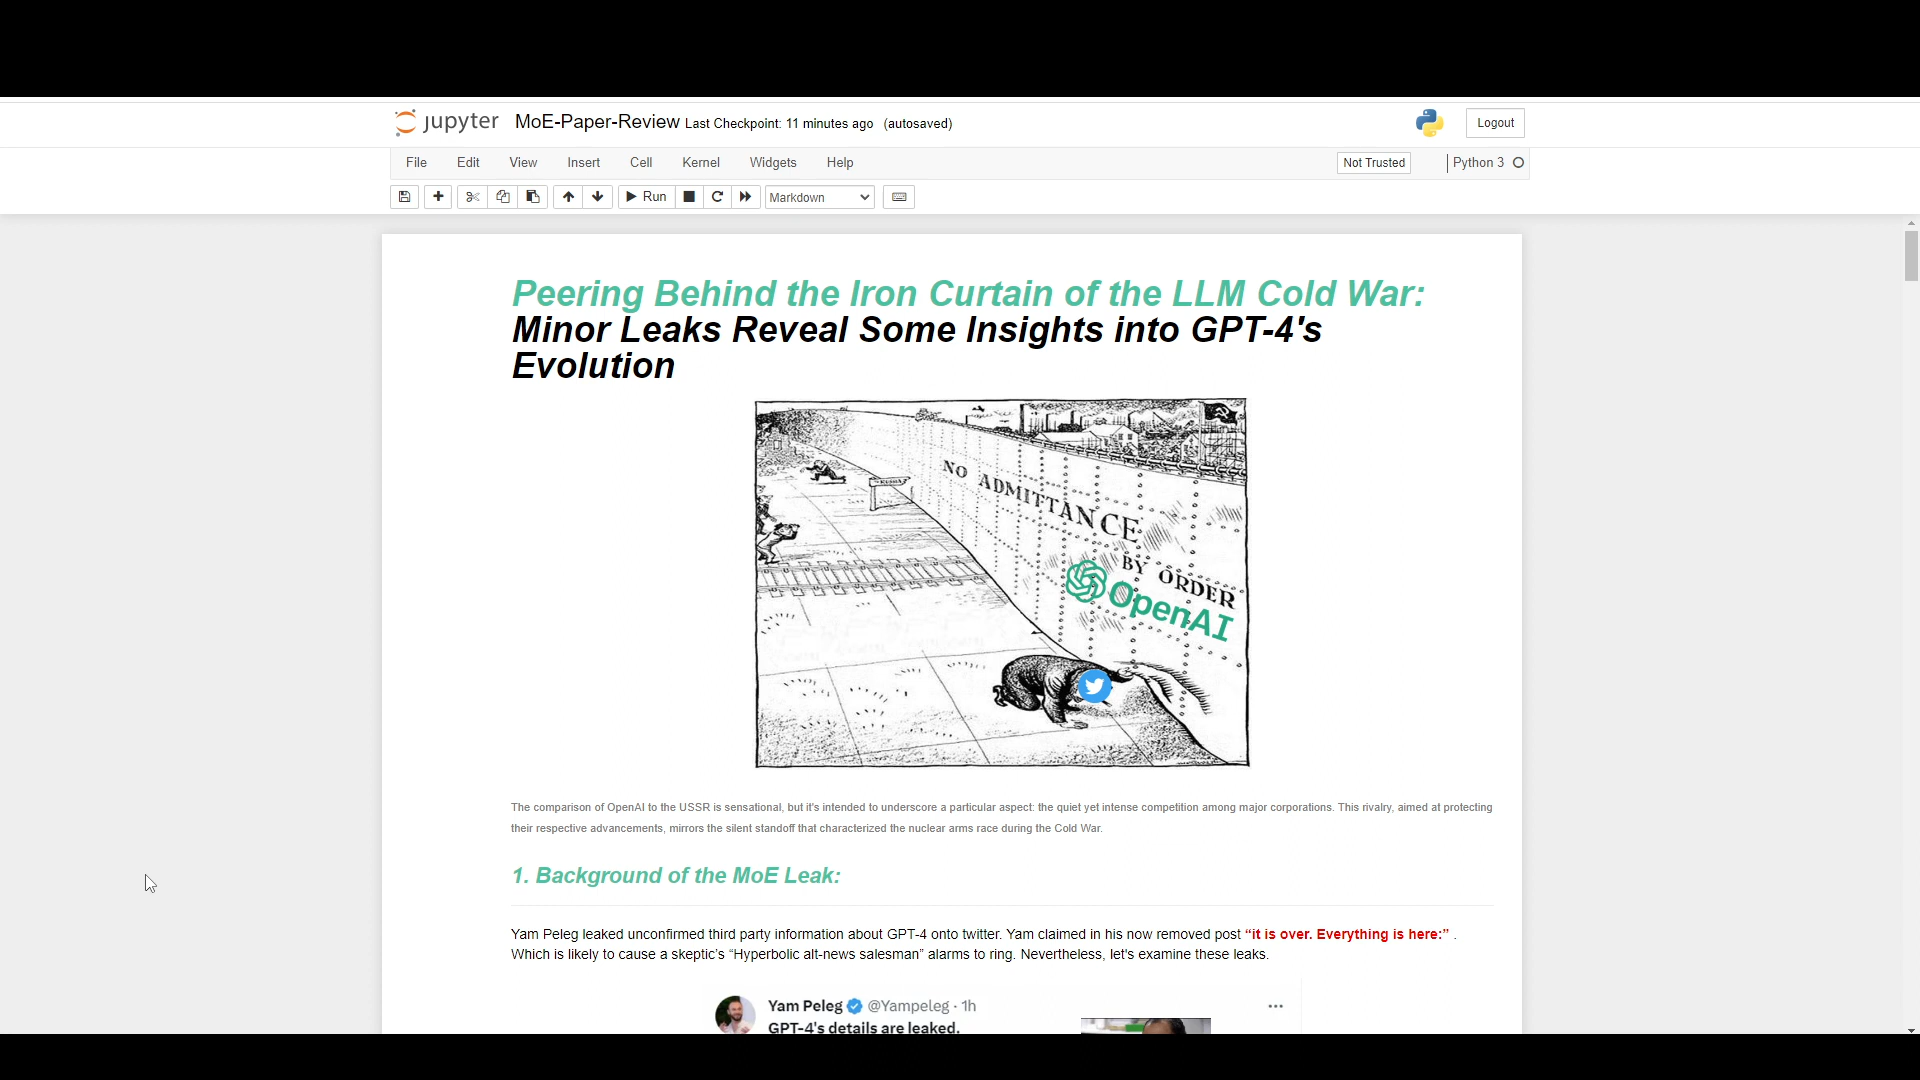 jupyter MoE-Paper-Review Last Checkpoint: 11 minutes ago (autosaved) Logout
File Edit View Insert Cell Kernel Widgets Help Not Trusted Python 3
Run Markdown
Peering Behind the Iron Curtain of the LLM Cold War:
Minor Leaks Reveal Some Insights into GPT-4's
Evolution
NO ADMITTANCE
BY ORDER
RUSSIA
OpenAI
The comparison of OpenAI to the USSR is sensational, but it's intended to underscore a particular aspect: the quiet yet intense competition among major corporations. This rivalry, aimed at protecting
their respective advancements, mirrors the silent standoff that characterized the nuclear arms race during the Cold War.
1. Background of the MoE Leak:
Yam Peleg leaked unconfirmed third party information about GPT-4 onto twitter. Yam claimed in his now removed post “it is over. Everything is here:” .
Which is likely to cause a skeptic’s “Hyperbolic alt-news salesman” alarms to ring. Nevertheless, let's examine these leaks.
Yam Peleg @Yampeleg · 1h
GPT-4's details are leaked.